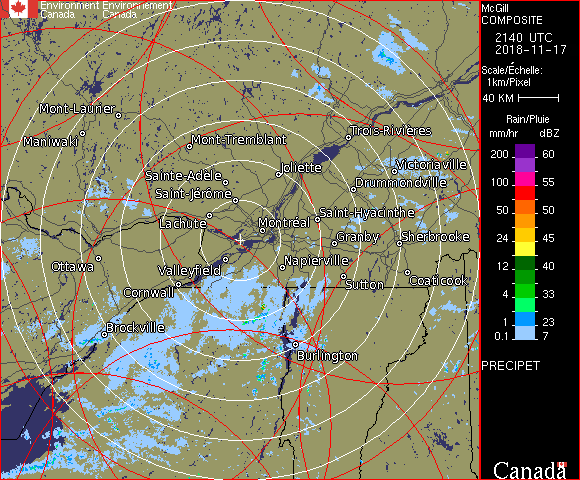 Environment Environnement
Canada Canada
Mont-Laurier
Maniwaki
Mont-Tremblant
Trois-Rivières
Sainte-Adèle
Joliette
Victoriaville
Saint-Jérôme
Drummondville
Lachute
Montréal
Saint-Hyacinthe
Granby
Sherbrooke
Ottawa
Valleyfield
Napierville
Cornwall
Sutton
Coaticook
Brockville
Burlington
McGill
COMPOSITE
2140 UTC
2018-11-17
Scale/Échelle:
1km/Pixel
40 KM
Rain/Pluie
mm/hr dBZ
200 60
100 55
50 50
24 45
12 40
4 33
1 23
0.1 7
PRECIPET
Canada